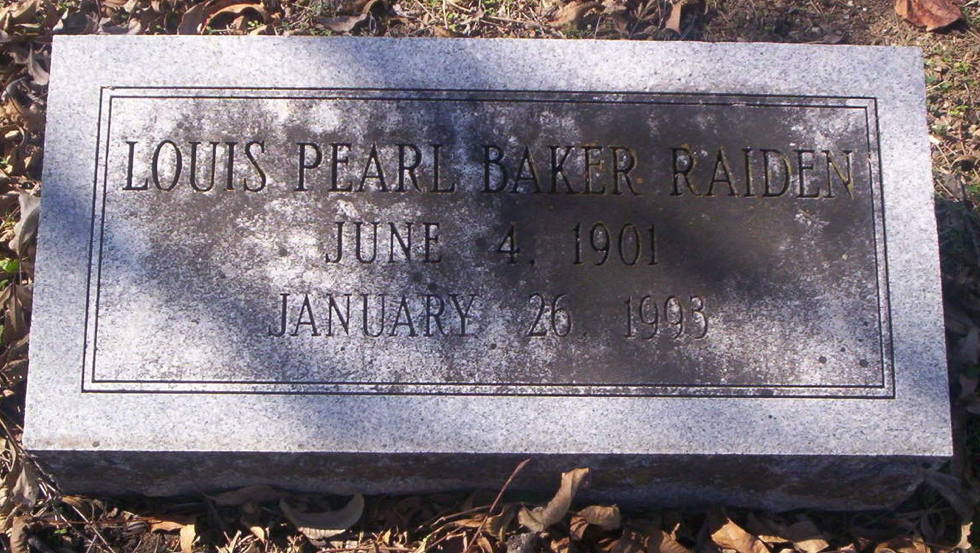 LOUIS PEARL BAKER RAIDEN
JUNE 4, 1901
JANUARY 26, 1993